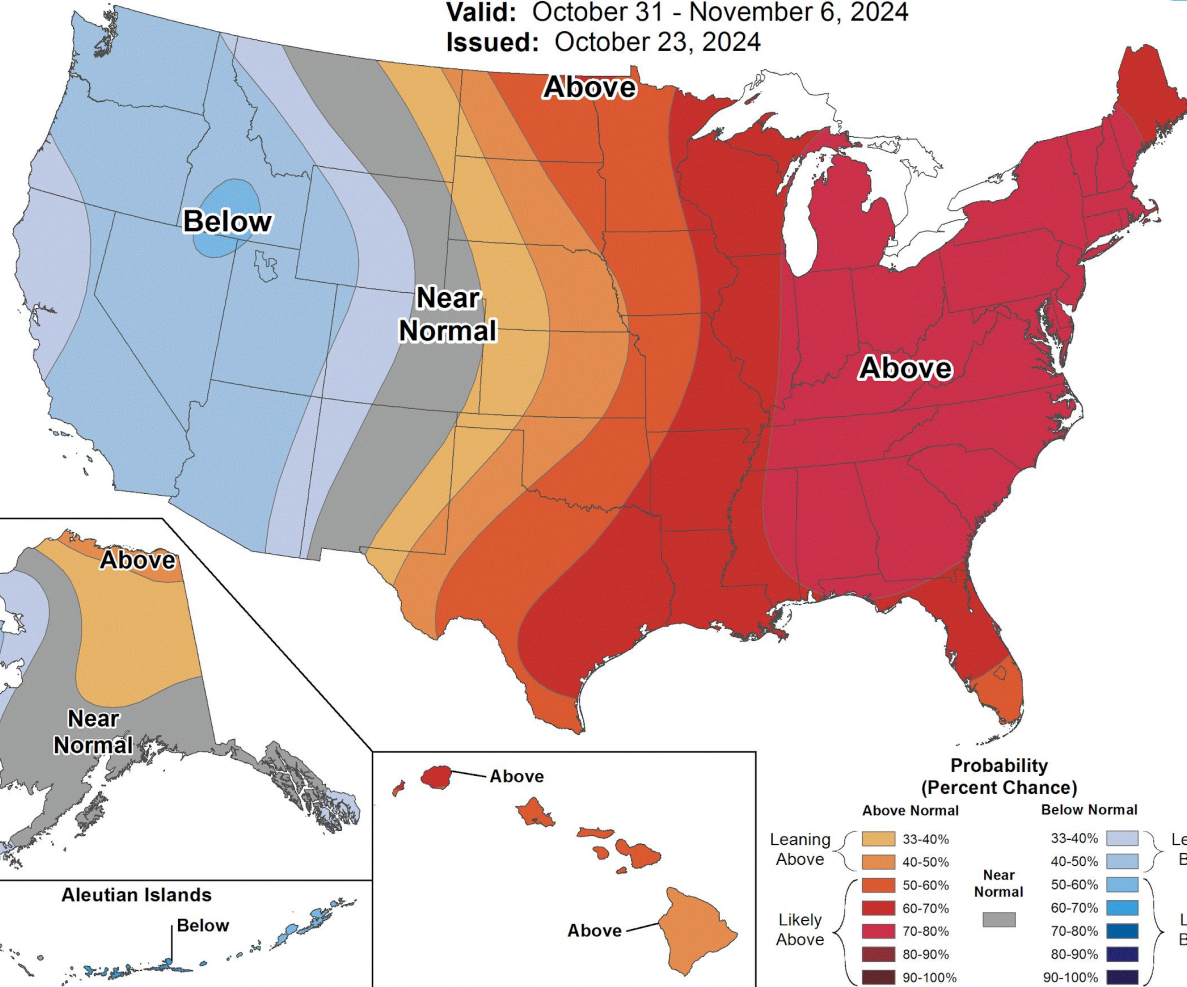 Valid: October 31 - November 6, 2024
Issued: October 23, 2024
Above
Below
Near
Normal
Above
Above
Near
Normal
Above
Above
Aleutian Islands
Below
Probability
(Percent Chance)
Above Normal
Below Normal
Leaning
Above
33-40%
40-50%
Likely
Above
50-60%
60-70%
70-80%
80-90%
90-100%
Near
Normal
33-40%
40-50%
50-60%
60-70%
70-80%
80-90%
90-100%